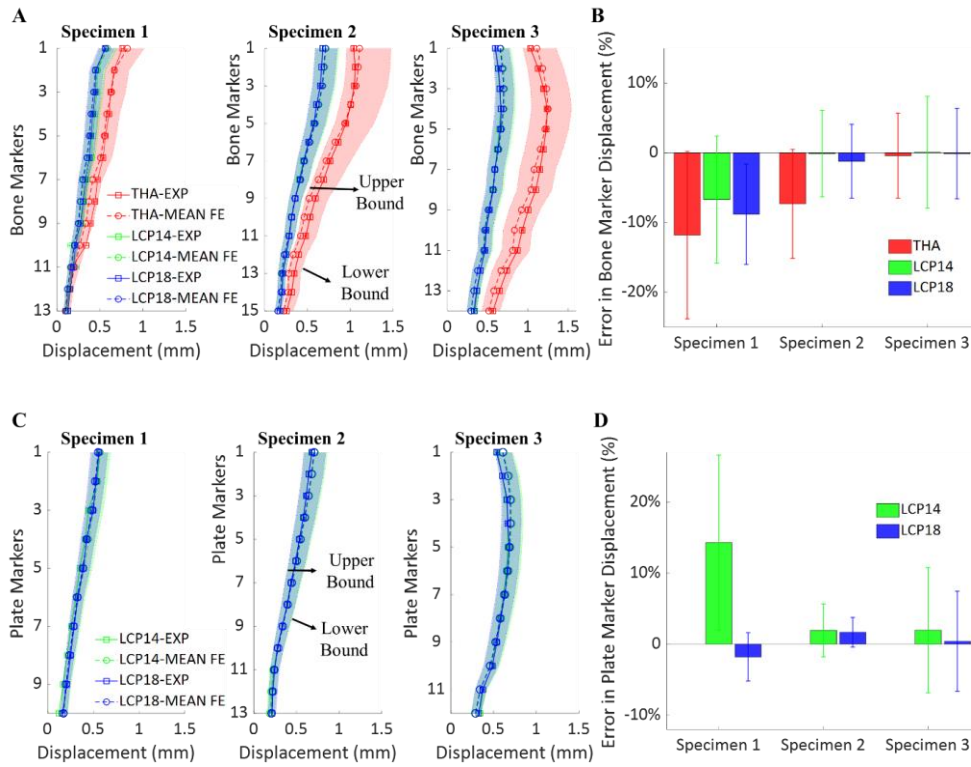 A
Specimen 1
Specimen 2
Specimen 3
Bone Markers
1
3
5
7
9
11
13
THA-EXP
THA-MEAN FE
LCP14-EXP
LCP14-MEAN FE
LCP18-EXP
LCP18-MEAN FE
0
0.5
1
1.5
Displacement (mm)
Bone Markers
1
3
5
7
9
11
13
15
Upper
Bound
Lower
Bound
0
0.5
1
1.5
Displacement (mm)
Bone Markers
1
3
5
7
9
11
13
15
0
0.5
1
1.5
Displacement (mm)
B
Error in Bone Marker Displacement (%)
10%
0
-10%
-20%
THA
LCP14
LCP18
Specimen 1
Specimen 2
Specimen 3
C
Specimen 1
Specimen 2
Specimen 3
Plate Markers
1
3
5
7
9
LCP14-EXP
LCP14-MEAN FE
LCP18-EXP
LCP18-MEAN FE
0
0.5
1
1.5
Displacement (mm)
Plate Markers
1
3
5
7
9
11
13
Upper
Bound
Lower
Bound
0
0.5
1
1.5
Displacement (mm)
Plate Markers
1
3
5
7
9
11
0
0.5
1
1.5
Displacement (mm)
D
Error in Plate Marker Displacement (%)
20%
10%
0
-10%
LCP14
LCP18
Specimen 1
Specimen 2
Specimen 3